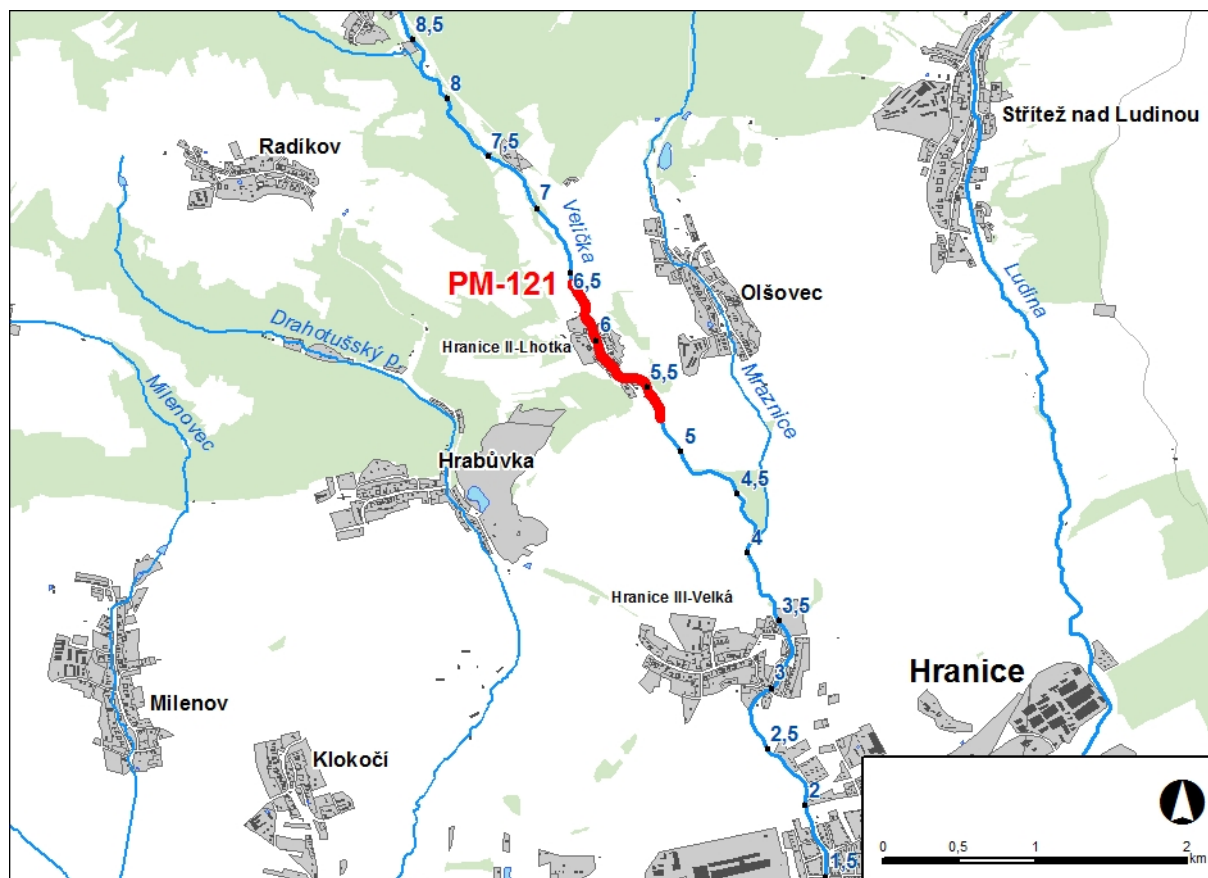 8,5
8
Střítež nad Ludinou
Radíkov
7,5
7
Velička
PM-121
6,5
Olšovec
Ludina
Drahotušský p.
Hranice II-Lhotka
6
5,5
Milenovec
Mraznice
5
Hrabůvka
4,5
4
Hranice III-Velká
3,5
Hranice
3
Milenov
2,5
Klokočí
2
1,5
0 0,5 1 2
km